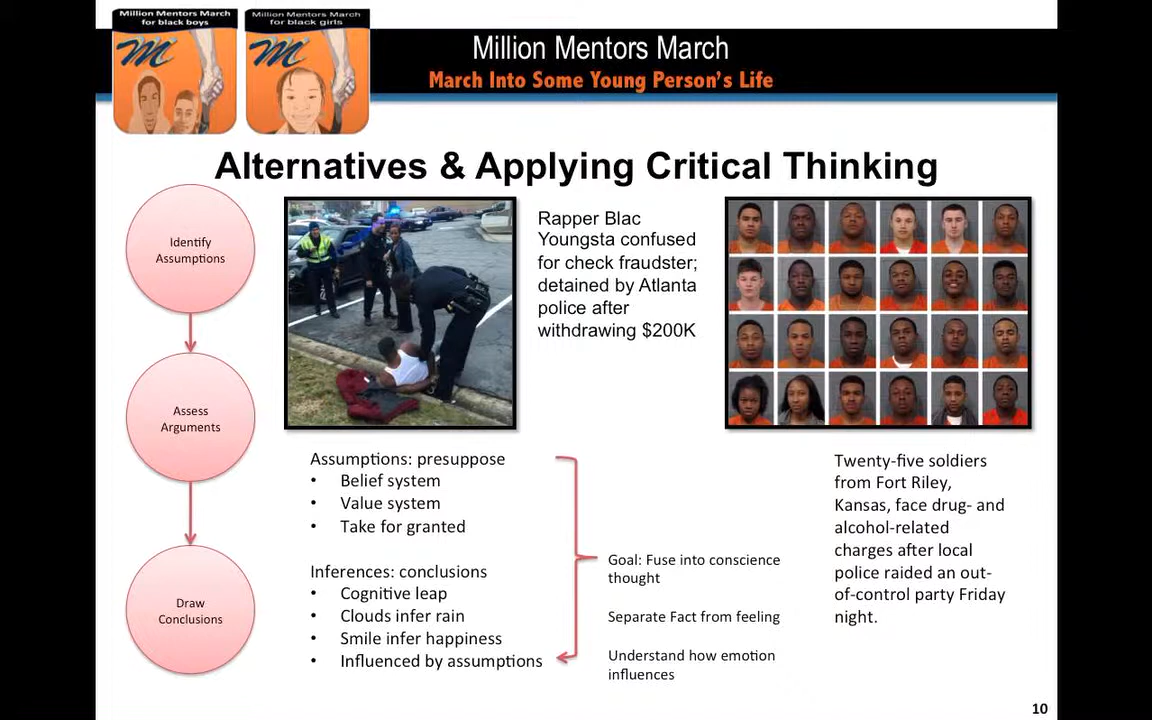 Million Mentors March
for black boys
Million Mentors March
for black girls
Million Mentors March
March Into Some Young Person's Life
Alternatives & Applying Critical Thinking
Identify
Assumptions
Assess
Arguments
Draw
Conclusions
Rapper Blac
Youngsta confused
for check fraudster;
detained by Atlanta
police after
withdrawing $200K
Assumptions: presuppose
• Belief system
• Value system
• Take for granted
Inferences: conclusions
• Cognitive leap
• Clouds infer rain
• Smile infer happiness
• Influenced by assumptions
Goal: Fuse into conscience
thought
Separate Fact from feeling
Understand how emotion
influences
Twenty-five soldiers
from Fort Riley,
Kansas, face drug- and
alcohol-related
charges after local
police raided an out-
of-control party Friday
night.
10